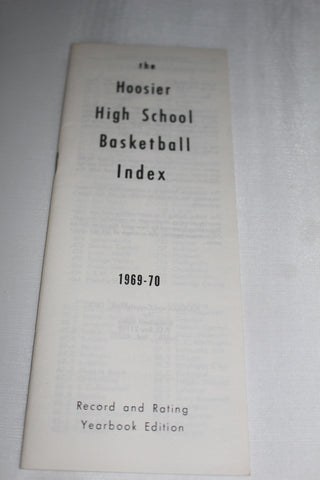 the
Hoosier
High School
Basketball
Index
1969-70
Record and Rating
Yearbook Edition